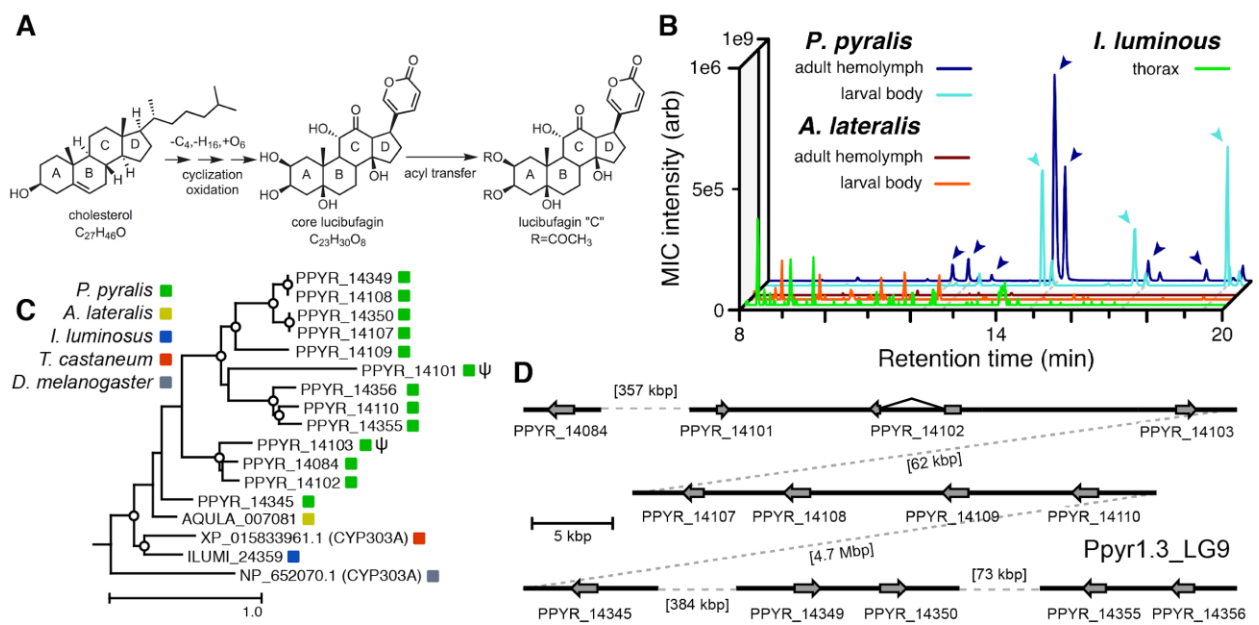 A
H
H
H
H
HO
A
B
C
D
cholesterol
C27H46O
-C4,-H16,+O6
cyclization
oxidation
O
O
O
HO
HO
HO
OH
OH
A
B
C
D
core lucibufagin
C23H30O8
acyl transfer
O
O
O
HO
RO
RO
OH
OH
A
B
C
D
lucibufagin "C"
R=COCH3
B
1e9
1e6
5e5
0
MIC intensity (arb)
P. pyralis
adult hemolymph
larval body
A. lateralis
adult hemolymph
larval body
I. luminous
thorax
8
14
20
Retention time (min)
C
P. pyralis
A. lateralis
I. luminosus
T. castaneum
D. melanogaster
PPYR_14349
PPYR_14108
PPYR_14350
PPYR_14107
PPYR_14109
PPYR_14101 ψ
PPYR_14356
PPYR_14110
PPYR_14355
PPYR_14103 ψ
PPYR_14084
PPYR_14102
PPYR_14345
AQULA_007081
XP_015833961.1 (CYP303A)
ILUMI_24359
NP_652070.1 (CYP303A)
1.0
D
[357 kbp]
PPYR_14084
PPYR_14101
PPYR_14102
PPYR_14103
[62 kbp]
PPYR_14107
PPYR_14108
PPYR_14109
PPYR_14110
5 kbp
[4.7 Mbp]
Ppyr1.3_LG9
[73 kbp]
PPYR_14345
[384 kbp]
PPYR_14349
PPYR_14350
PPYR_14355
PPYR_14356